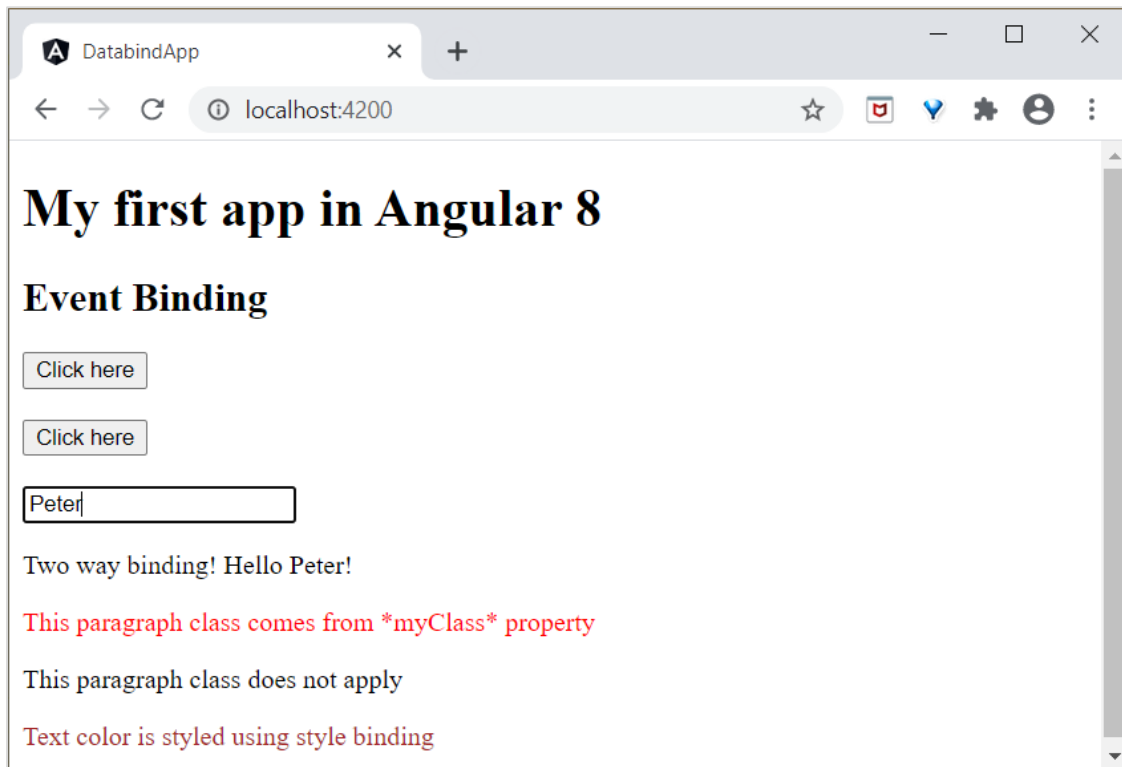 DatabindApp
localhost:4200
My first app in Angular 8
Event Binding
Click here
Click here
Peter
Two way binding! Hello Peter!
This paragraph class comes from *myClass* property
This paragraph class does not apply
Text color is styled using style binding